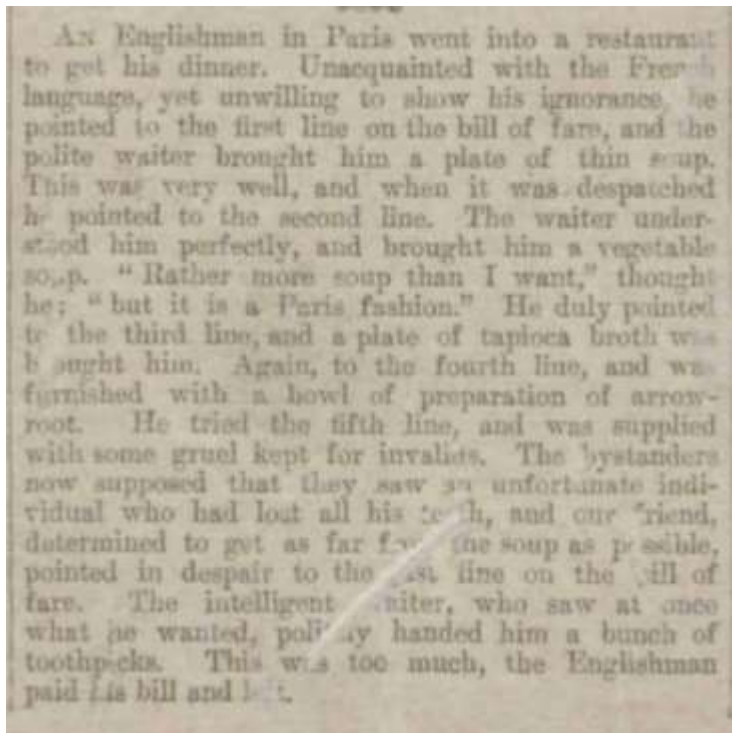 AN Englishman in Paris went into a restaurant
to get his dinner. Unacquainted with the French
language, yet unwilling to show his ignorance, he
pointed to the first line on the bill of fare, and the
polite waiter brought him a plate of thin soup.
This was very well, and when it was despatched
he pointed to the second line. The waiter under-
stood him perfectly, and brought him a vegetable
soup. "Rather more soup than I want," thought
he; "but it is a Paris fashion." He duly pointed
to the third line, and a plate of tapioca broth was
brought him. Again, to the fourth line, and was
furnished with a bowl of preparation of arrow-
root. He tried the fifth line, and was supplied
with some gruel kept for invalids. The bystanders
now supposed that they saw an unfortunate indi-
vidual who had lost all his teeth, and our friend,
determined to get as far from the soup as possible,
pointed in despair to the last line on the bill of
fare. The intelligent waiter, who saw at once
what he wanted, politely handed him a bunch of
toothpicks. This was too much, the Englishman
paid his bill and left.